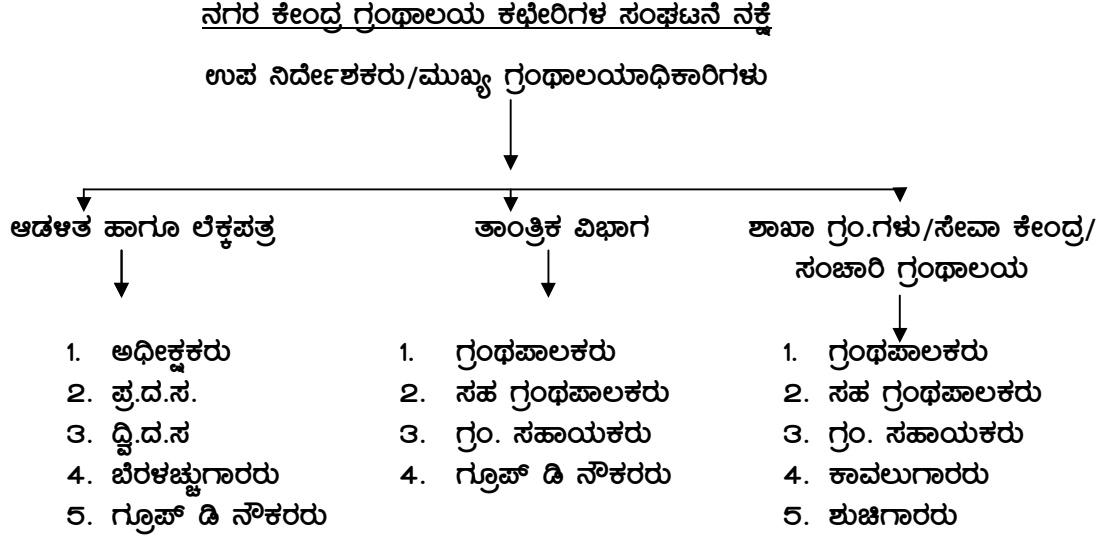 ನಗರ ಕೇಂದ್ರ ಗ್ರಂಥಾಲಯ ಕಛೇರಿಗಳ ಸಂಘಟನೆ ನಕ್ಷೆ
ಉಪ ನಿರ್ದೇಶಕರು/ಮುಖ್ಯ ಗ್ರಂಥಾಲಯಾಧಿಕಾರಿಗಳು
ಆಡಳಿತ ಹಾಗೂ ಲೆಕ್ಕಪತ್ರ
1. ಅಧೀಕ್ಷಕರು
2. ಪ್ರ.ದ.ಸ.
3. ದ್ವಿ.ದ.ಸ
4. ಬೆರಳಚ್ಚುಗಾರರು
5. ಗ್ರೂಪ್ ಡಿ ನೌಕರರು
ತಾಂತ್ರಿಕ ವಿಭಾಗ
1. ಗ್ರಂಥಪಾಲಕರು
2. ಸಹ ಗ್ರಂಥಪಾಲಕರು
3. ಗ್ರಂ. ಸಹಾಯಕರು
4. ಗ್ರೂಪ್ ಡಿ ನೌಕರರು
ಶಾಖಾ ಗ್ರಂ.ಗಳು/ಸೇವಾ ಕೇಂದ್ರ/
ಸಂಚಾರಿ ಗ್ರಂಥಾಲಯ
1. ಗ್ರಂಥಪಾಲಕರು
2. ಸಹ ಗ್ರಂಥಪಾಲಕರು
3. ಗ್ರಂ. ಸಹಾಯಕರು
4. ಕಾವಲುಗಾರರು
5. ಶುಚಿಗಾರರು